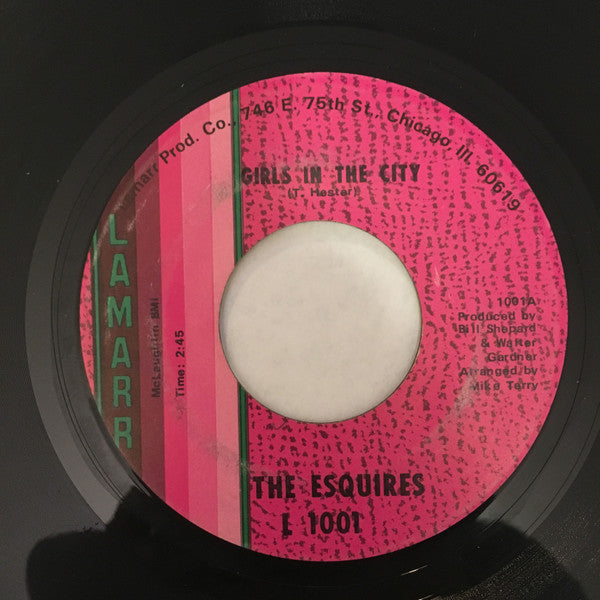 Lamarr Prod. Co., 746 E. 75th St., Chicago, Ill. 60619
GIRLS IN THE CITY
(T. Hester)
LAMARR
McLaughlin BMI
Time: 2:45
1001A
Produced by
Bill Shepard
& Walter
Gardner
Arranged by
Mike Terry
THE ESQUIRES
L 1001